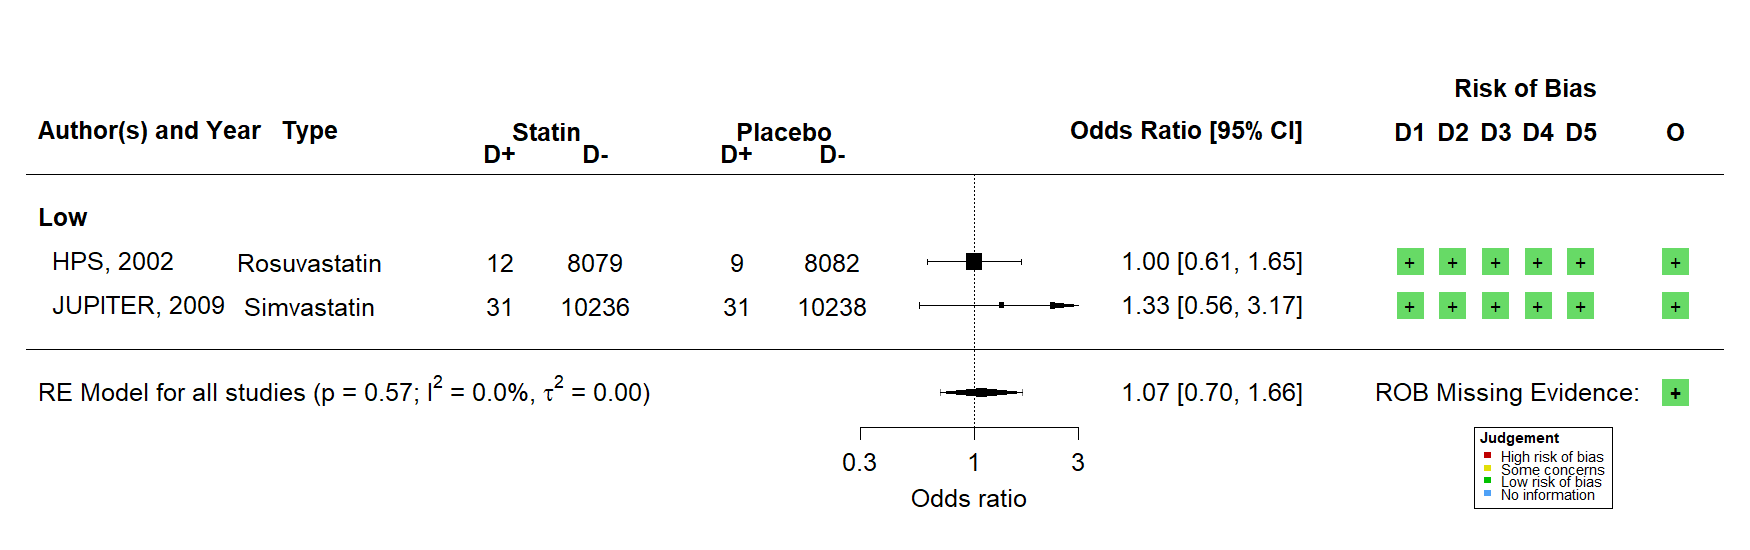 Risk of Bias
Author(s) and Year Type Statin Placebo Odds Ratio [95% CI] D1 D2 D3 D4 D5 O
D+ D- D+ D-
Low
HPS, 2002 Rosuvastatin 12 8079 9 8082 1.00 [0.61, 1.65] + + + + + +
JUPITER, 2009 Simvastatin 31 10236 31 10238 1.33 [0.56, 3.17] + + + + + +
RE Model for all studies (p = 0.57; I² = 0.0%, τ² = 0.00) 1.07 [0.70, 1.66] ROB Missing Evidence: +
0.3 1 3
Odds ratio
Judgement
High risk of bias
Some concerns
Low risk of bias
No information